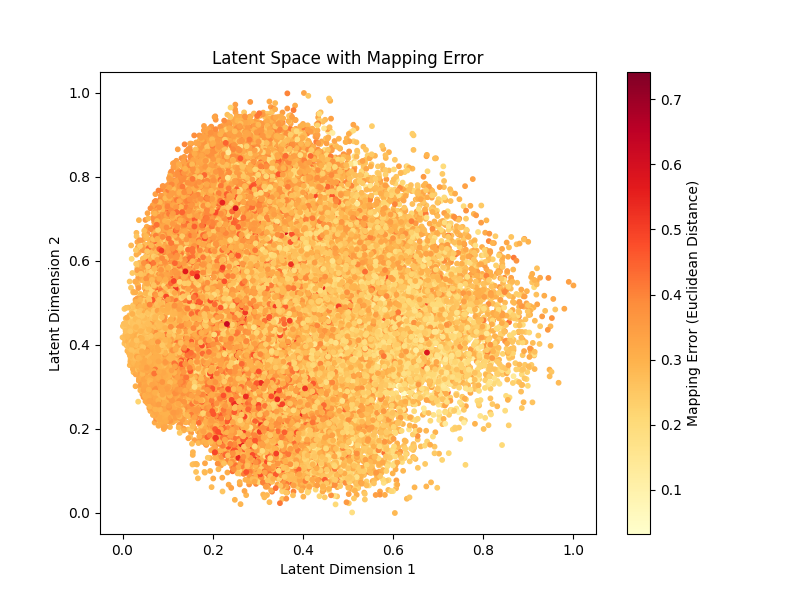 Latent Space with Mapping Error
1.0
0.8
0.6
0.4
0.2
0.0
Latent Dimension 2
0.0 0.2 0.4 0.6 0.8 1.0
Latent Dimension 1
0.7
0.6
0.5
0.4
0.3
0.2
0.1
Mapping Error (Euclidean Distance)